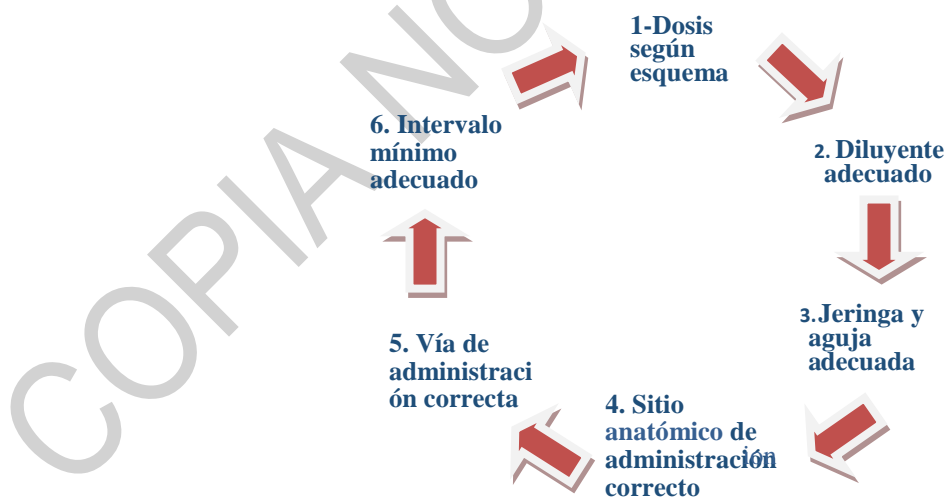 1-Dosis
según
esquema
2. Diluyente
adecuado
3.Jeringa y
aguja
adecuada
4. Sitio
anatómico de
administración
correcto
5. Vía de
administraci
ón correcta
6. Intervalo
mínimo
adecuado
COPIA NO